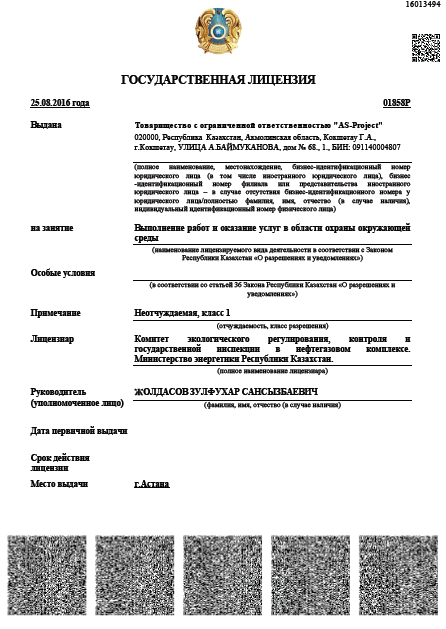 16013494
ГОСУДАРСТВЕННАЯ ЛИЦЕНЗИЯ
25.08.2016 года 01858P
Выдана Товарищество с ограниченной ответственностью "AS-Project"
020000, Республика Казахстан, Акмолинская область, Кокшетау Г.А.,
г.Кокшетау, УЛИЦА А.БАЙМУКАНОВА, дом № 68., 1., БИН: 091140004807
(полное наименование, местонахождение, бизнес-идентификационный номер
юридического лица (в том числе иностранного юридического лица), бизнес
-идентификационный номер филиала или представительства иностранного
юридического лица – в случае отсутствия бизнес-идентификационного номера у
юридического лица/полностью фамилия, имя, отчество (в случае наличия),
индивидуальный идентификационный номер физического лица)
на занятие Выполнение работ и оказание услуг в области охраны окружающей
среды
(наименование лицензируемого вида деятельности в соответствии с Законом
Республики Казахстан «О разрешениях и уведомлениях»)
Особые условия
(в соответствии со статьей 36 Закона Республики Казахстан «О разрешениях и
уведомлениях»)
Примечание Неотчуждаемая, класс 1
(отчуждаемость, класс разрешения)
Лицензиар Комитет экологического регулирования, контроля и
государственной инспекции в нефтегазовом комплексе.
Министерство энергетики Республики Казахстан.
(полное наименование лицензиара)
Руководитель ЖОЛДАСОВ ЗУЛФУХАР САНСЫЗБАЕВИЧ
(уполномоченное лицо) (фамилия, имя, отчество (в случае наличия)
Дата первичной выдачи
Срок действия
лицензии
Место выдачи г.Астана